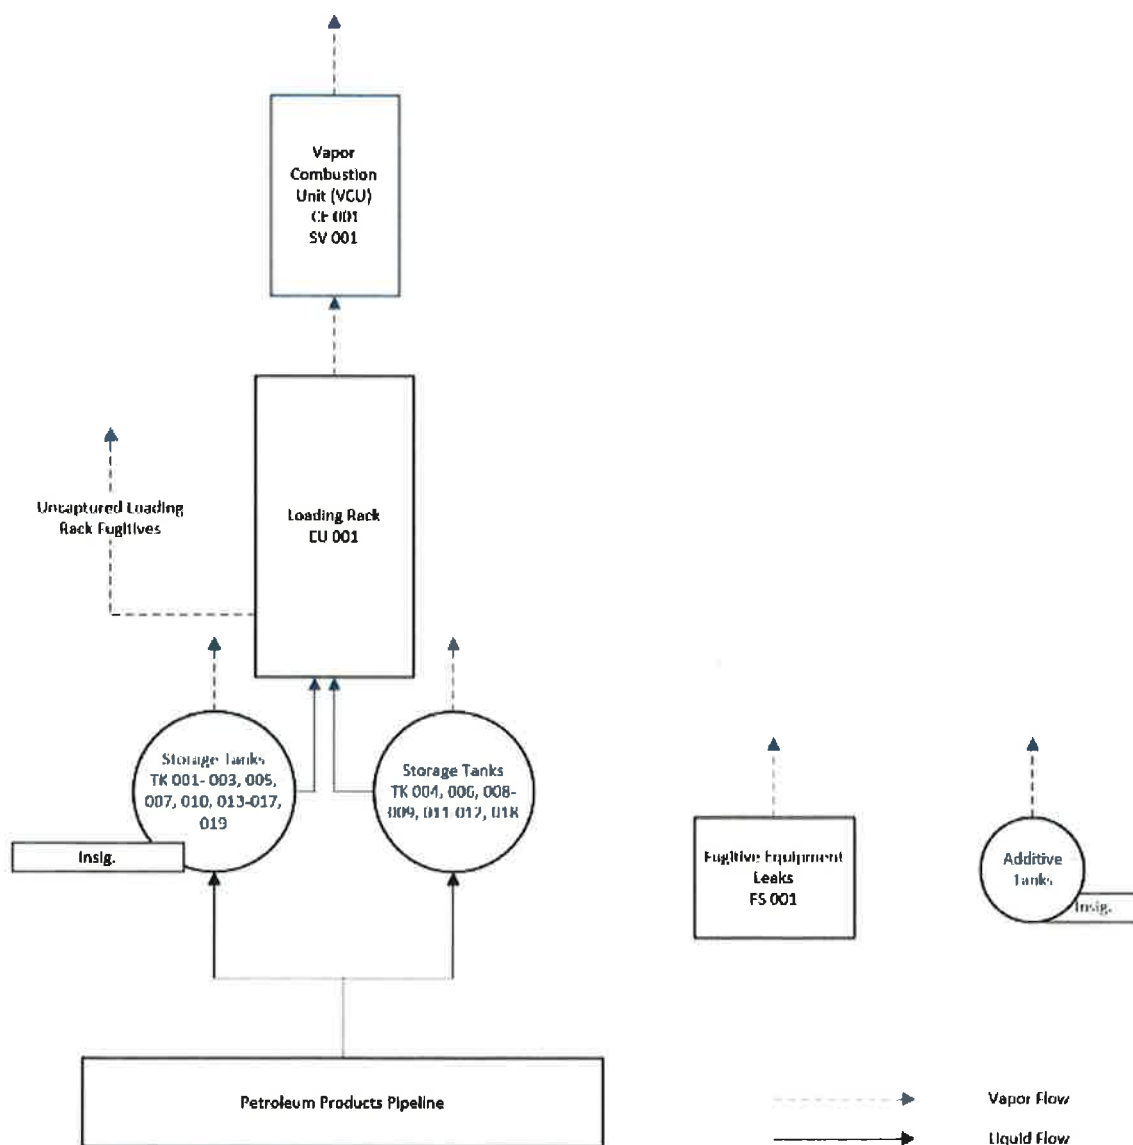 Vapor
Combustion
Unit (VCU)
CE 001
SV 001
Uncaptured Loading
Rack Fugitives
Loading Rack
EU 001
Storage Tanks
TK 001- 003, 005,
007, 010, 013-017,
019
Insig.
Storage Tanks
TK 004, 006, 008-
009, 011-012, 018
Fugitive Equipment
Leaks
FS 001
Additive
Tanks
Insig.
Petroleum Products Pipeline
Vapor Flow
Liquid Flow